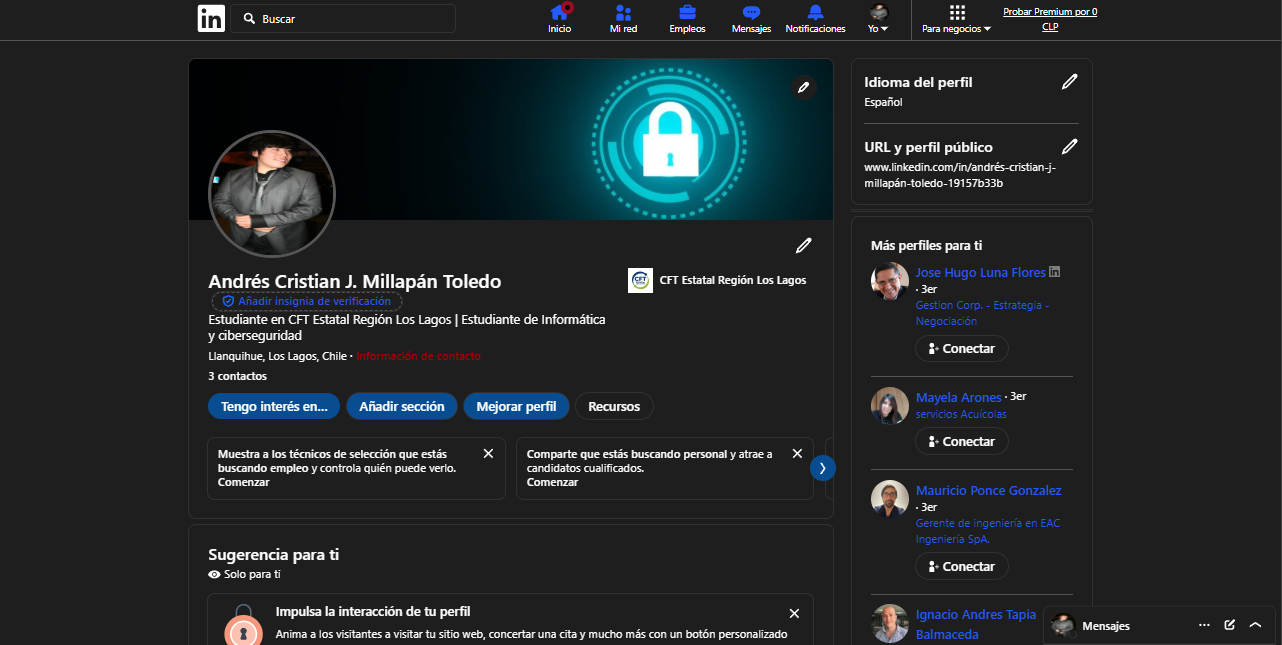 in
Buscar
Inicio
Mi red
Empleos
Mensajes
Notificaciones
Yo
Para negocios
Probar Premium por 0
CLP
Andrés Cristian J. Millapán Toledo
Añadir insignia de verificación
Estudiante en CFT Estatal Región Los Lagos | Estudiante de Informática
y ciberseguridad
Llanquihue, Los Lagos, Chile · Información de contacto
3 contactos
CFT
CFT Estatal Región Los Lagos
Tengo interés en...
Añadir sección
Mejorar perfil
Recursos
Muestra a los técnicos de selección que estás
buscando empleo y controla quién puede verlo.
Comenzar
Comparte que estás buscando personal y atrae a
candidatos cualificados.
Comenzar
Sugerencia para ti
Solo para ti
Impulsa la interacción de tu perfil
Anima a los visitantes a visitar tu sitio web, concertar una cita y mucho más con un botón personalizado
Idioma del perfil
Español
URL y perfil público
www.linkedin.com/in/andrés-cristian-j-
millapán-toledo-19157b33b
Más perfiles para ti
Jose Hugo Luna Flores in
· 3er
Gestion Corp. - Estrategia -
Negociación
Conectar
Mayela Arones · 3er
servicios Acuícolas
Conectar
Mauricio Ponce Gonzalez
· 3er
Gerente de ingeniería en EAC
Ingeniería SpA.
Conectar
Ignacio Andres Tapia
Balmaceda
Mensajes